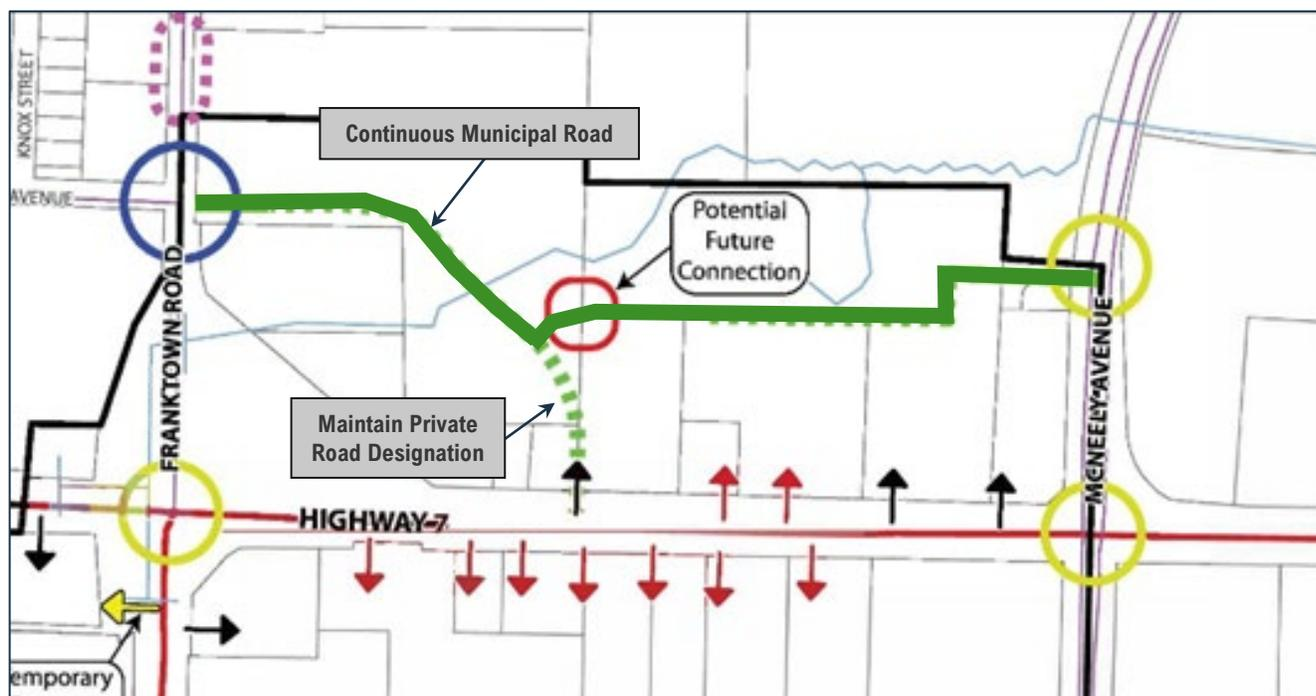 KNOX STREET
Continuous Municipal Road
AVENUE
Potential
Future
Connection
FRANKTOWN ROAD
MCNEELY AVENUE
Maintain Private
Road Designation
HIGHWAY 7
emporary